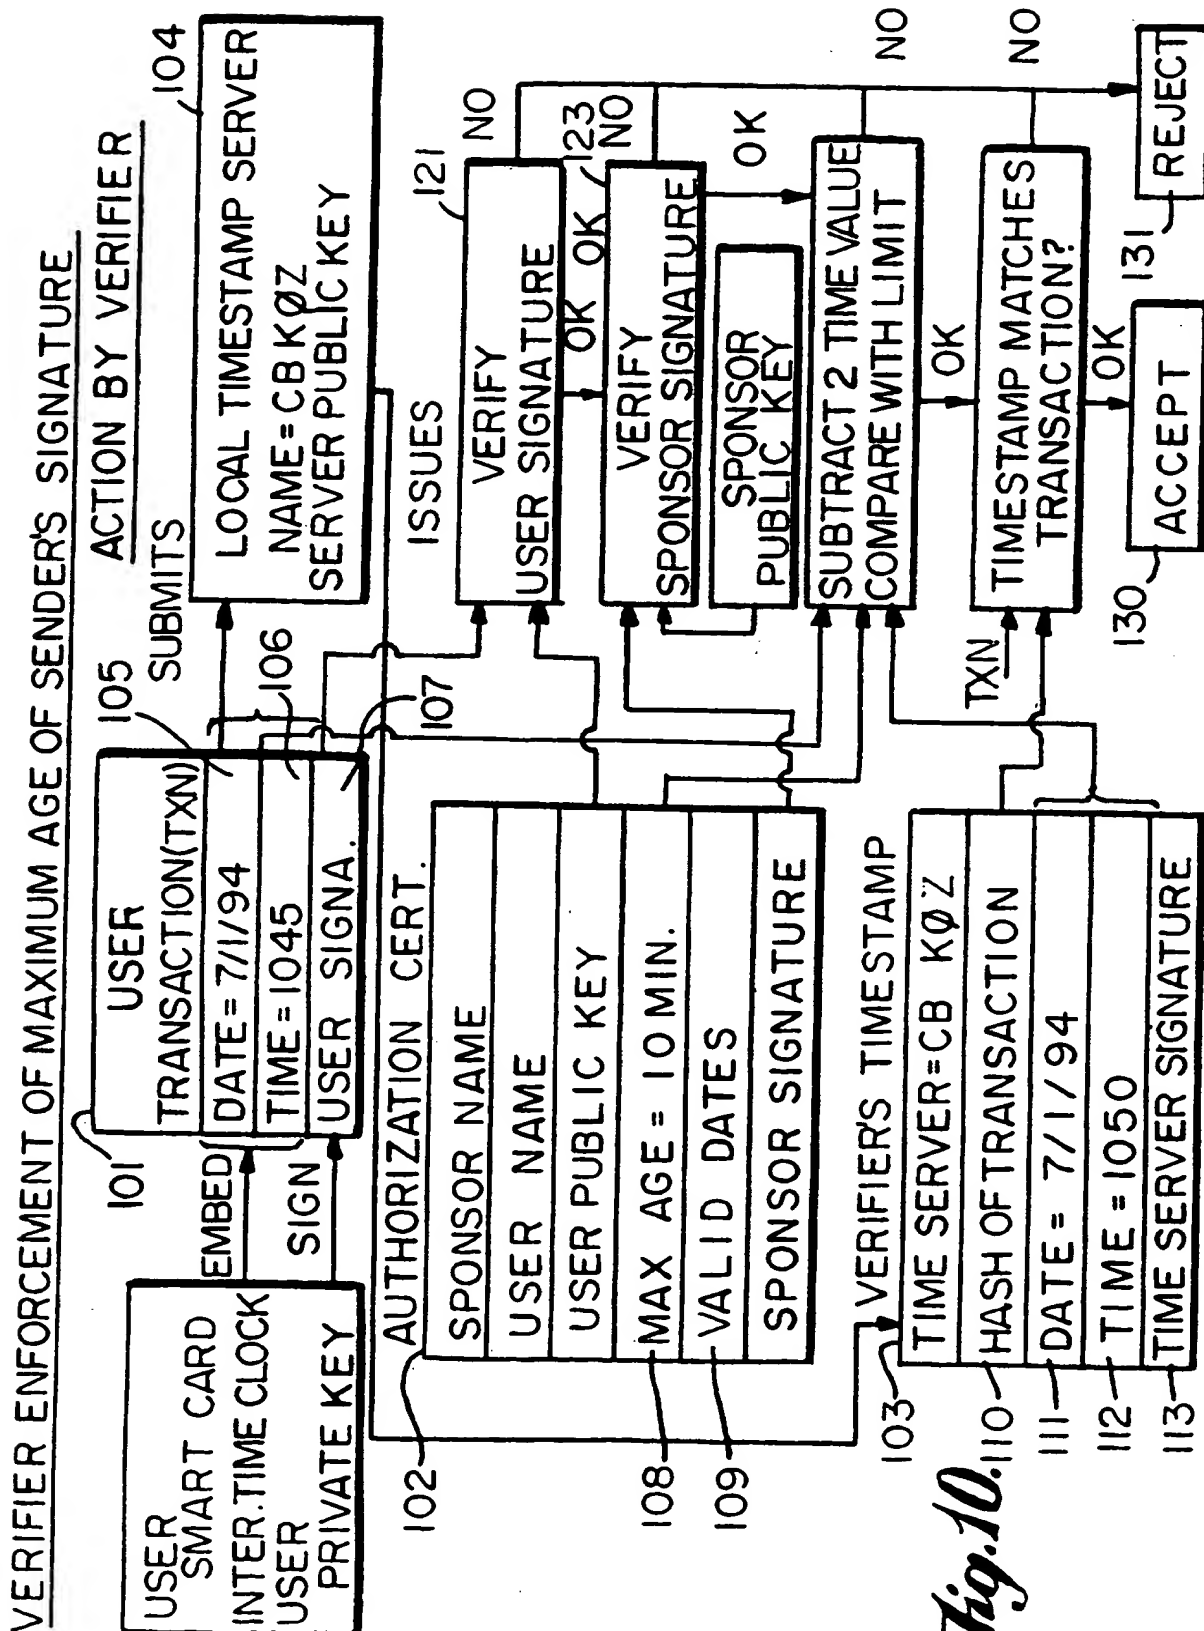 VERIFIER ENFORCEMENT OF MAXIMUM AGE OF SENDER'S SIGNATURE
ACTION BY VERIFIER
USER
SMART CARD
INTER.TIME CLOCK
USER
PRIVATE KEY
EMBED
SIGN
101
USER
TRANSACTION(TXN)
DATE = 7/1/94
TIME = 1045
USER SIGNA.
105
106
107
SUBMITS
104
LOCAL TIMESTAMP SERVER
NAME = CB KØZ
SERVER PUBLIC KEY
ISSUES
102
AUTHORIZATION CERT.
SPONSOR NAME
USER NAME
USER PUBLIC KEY
MAX AGE = 10 MIN.
VALID DATES
SPONSOR SIGNATURE
108
109
121
VERIFY
USER SIGNATURE
NO
OK
OK
123
NO
VERIFY
SPONSOR SIGNATURE
SPONSOR
PUBLIC KEY
OK
SUBTRACT 2 TIME VALUE
COMPARE WITH LIMIT
NO
OK
103
VERIFIER'S TIMESTAMP
TIME SERVER=CB KØZ
HASH OF TRANSACTION
DATE = 7/1/94
TIME = 1050
TIME SERVER SIGNATURE
110
111
112
113
TXN
TIMESTAMP MATCHES
TRANSACTION?
NO
OK
130
ACCEPT
131
REJECT
Fig. 10.